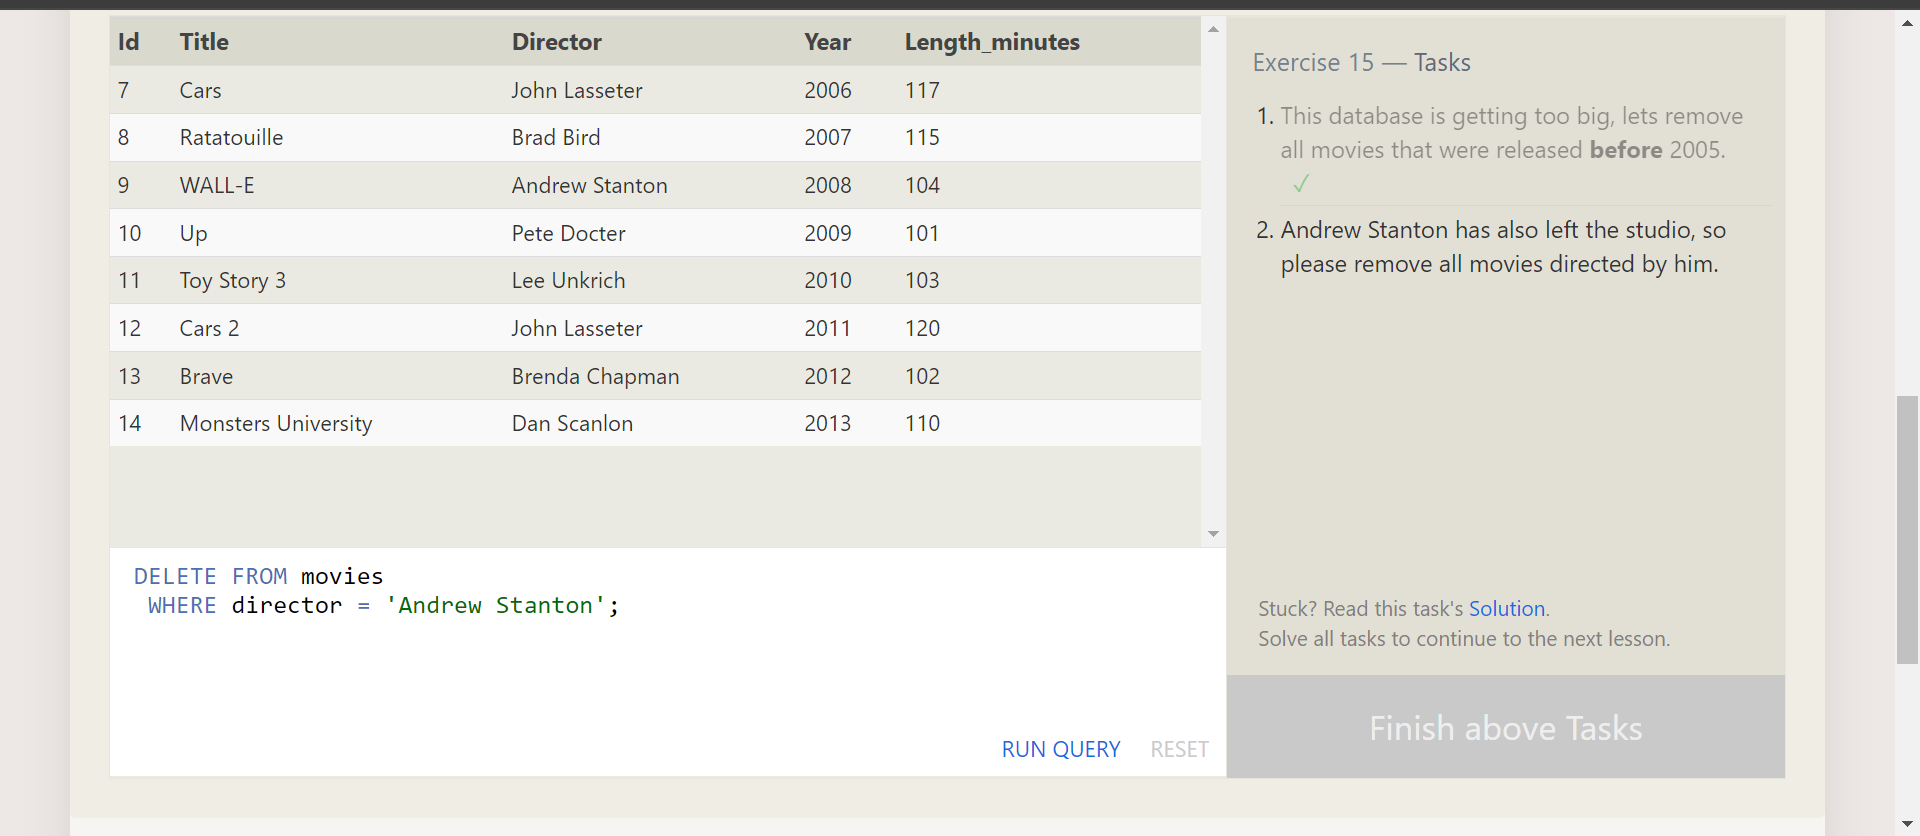 Id Title Director Year Length_minutes
7 Cars John Lasseter 2006 117
8 Ratatouille Brad Bird 2007 115
9 WALL-E Andrew Stanton 2008 104
10 Up Pete Docter 2009 101
11 Toy Story 3 Lee Unkrich 2010 103
12 Cars 2 John Lasseter 2011 120
13 Brave Brenda Chapman 2012 102
14 Monsters University Dan Scanlon 2013 110
DELETE FROM movies
WHERE director = 'Andrew Stanton';
RUN QUERY RESET
Exercise 15 — Tasks
1. This database is getting too big, lets remove
all movies that were released before 2005.
✓
2. Andrew Stanton has also left the studio, so
please remove all movies directed by him.
Stuck? Read this task's Solution.
Solve all tasks to continue to the next lesson.
Finish above Tasks